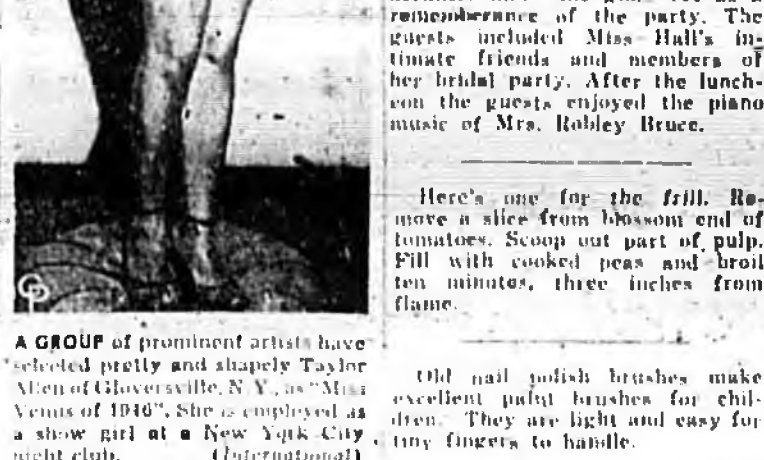 A GROUP of prominent artists have
selected pretty and shapely Taylor
Allen of Gloversville, N.Y., as "Miss
Venus of 1946". She is employed as
a show girl at a New York City
night club. (International)
rememberance of the party. The
guests included Miss Hall's in-
timate friends and members of
her bridal party. After the lunch-
eon the guests enjoyed the piano
music of Mrs. Robley Bruce.
Here's one for the frill. Re-
move a slice from blossom end of
tomatoes. Scoop out part of pulp.
Fill with cooked peas and broil
ten minutes, three inches from
flame.
Old nail polish brushes make
excellent paint brushes for chil-
dren. They are light and easy for
tiny fingers to handle.